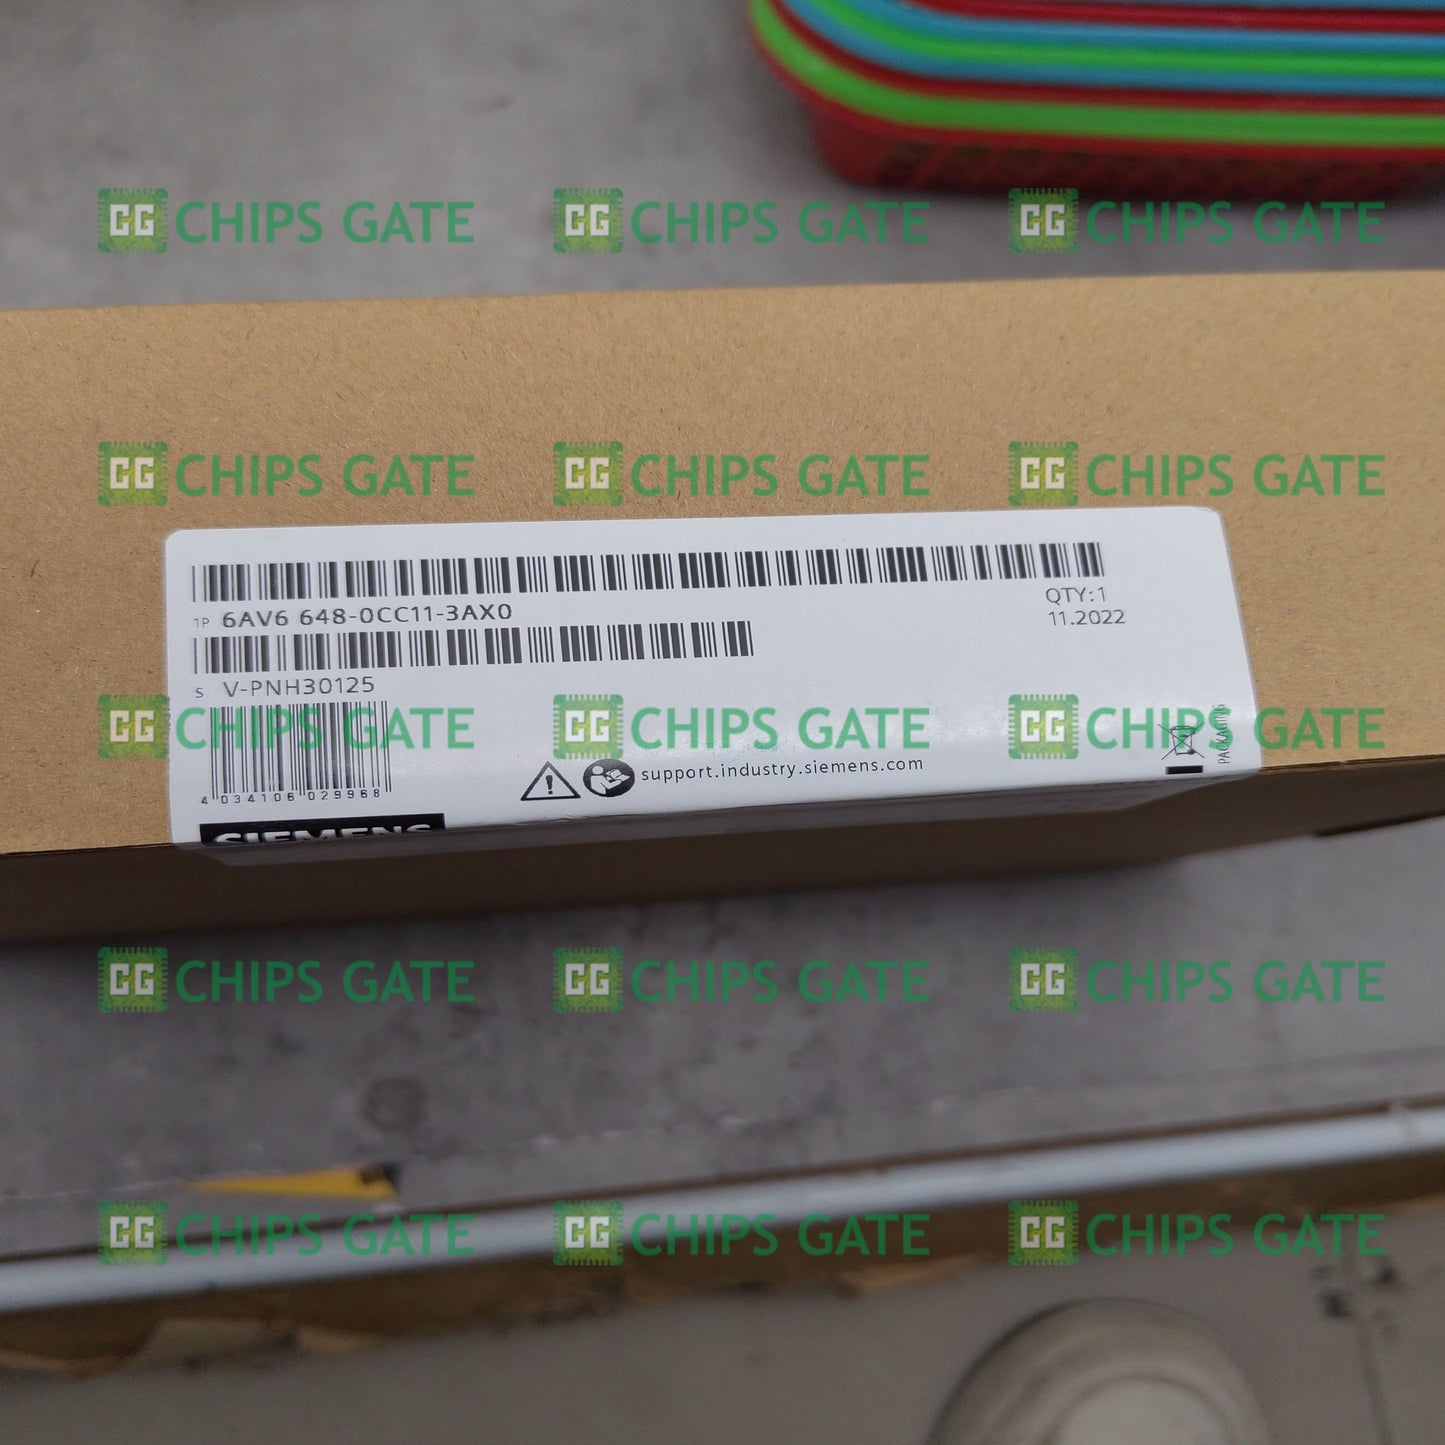 CG CHIPS GATE CG CHIPS GATE CG CHIPS GATE
CG CHIPS GATE CG CHIPS GATE CG CHIPS GATE
1P 6AV6 648-0CC11-3AX0
QTY:1
11.2022
S V-PNH30125
CG CHIPS GATE CG CHIPS GATE CG CHIPS GATE
PACKAGING
support.industry.siemens.com
4 034106 029968
SIEMENS
CG CHIPS GATE CG CHIPS GATE CG CHIPS GATE
CG CHIPS GATE CG CHIPS GATE CG CHIPS GATE